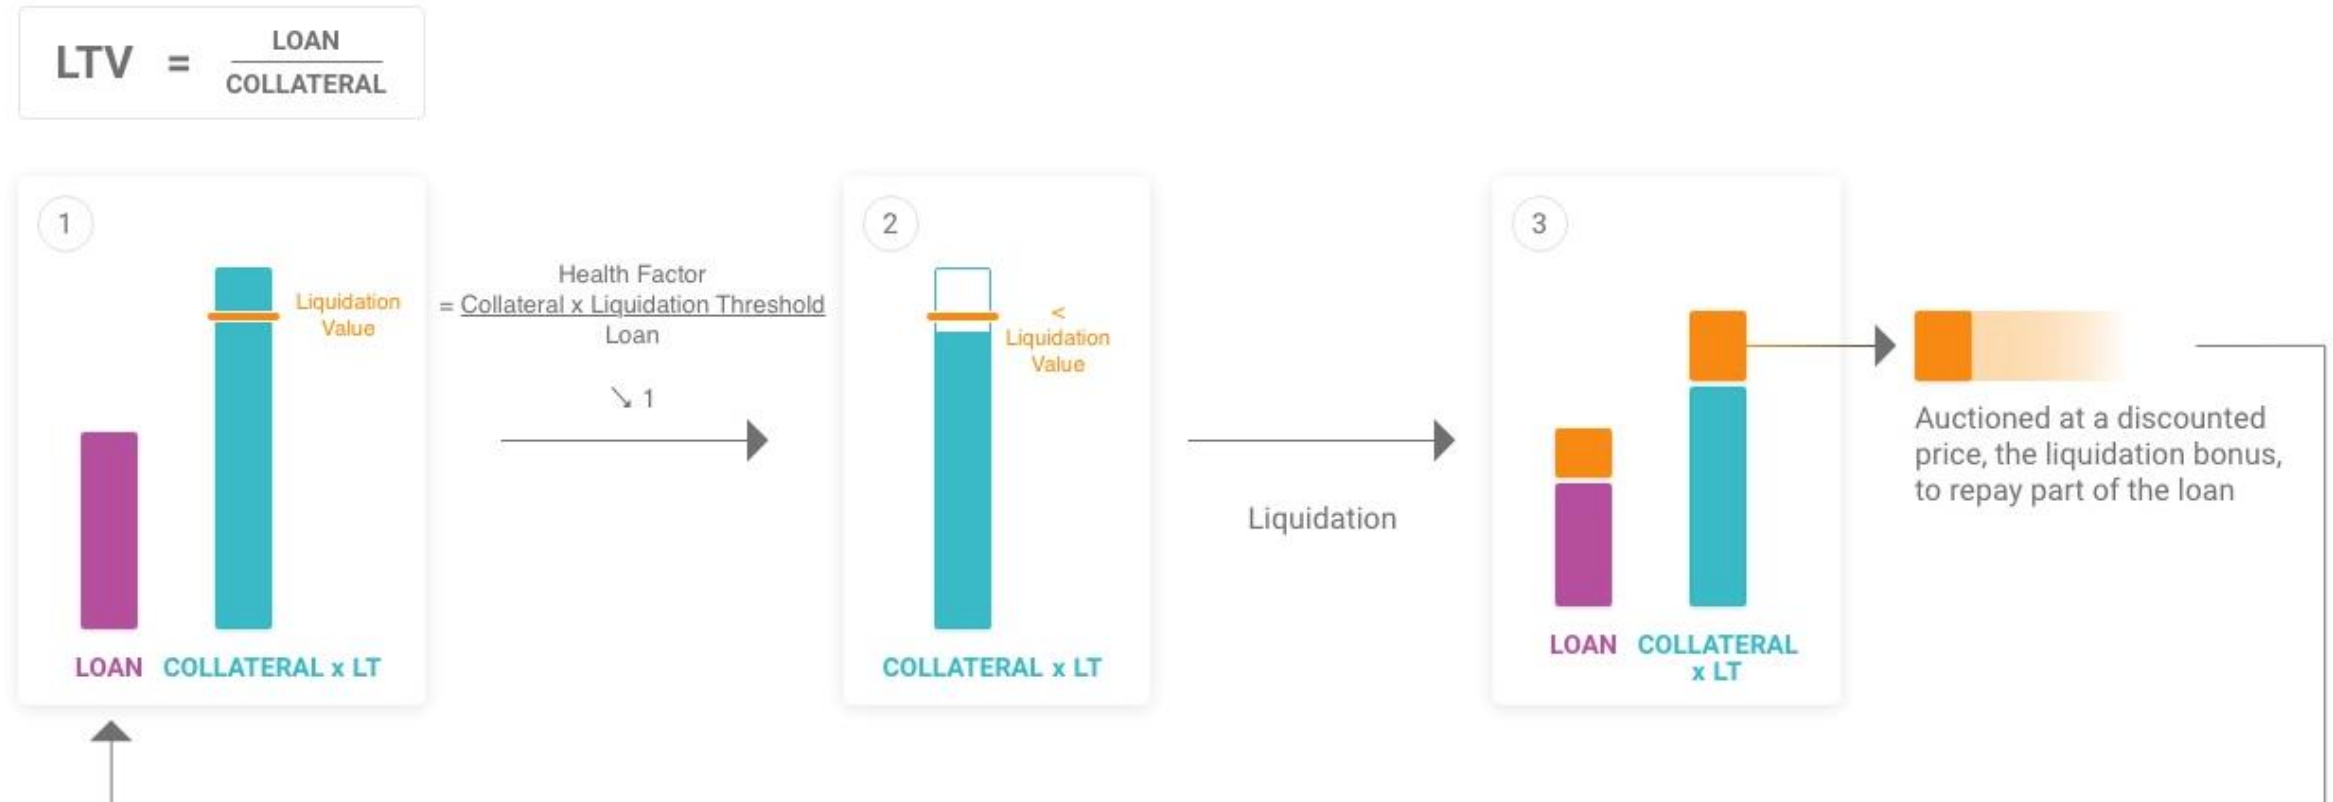 LTV = LOAN
COLLATERAL
1
Liquidation
Value
LOAN COLLATERAL x LT
Health Factor
= Collateral x Liquidation Threshold
Loan
↘ 1
2
<
Liquidation
Value
COLLATERAL x LT
Liquidation
3
LOAN COLLATERAL
x LT
Auctioned at a discounted
price, the liquidation bonus,
to repay part of the loan